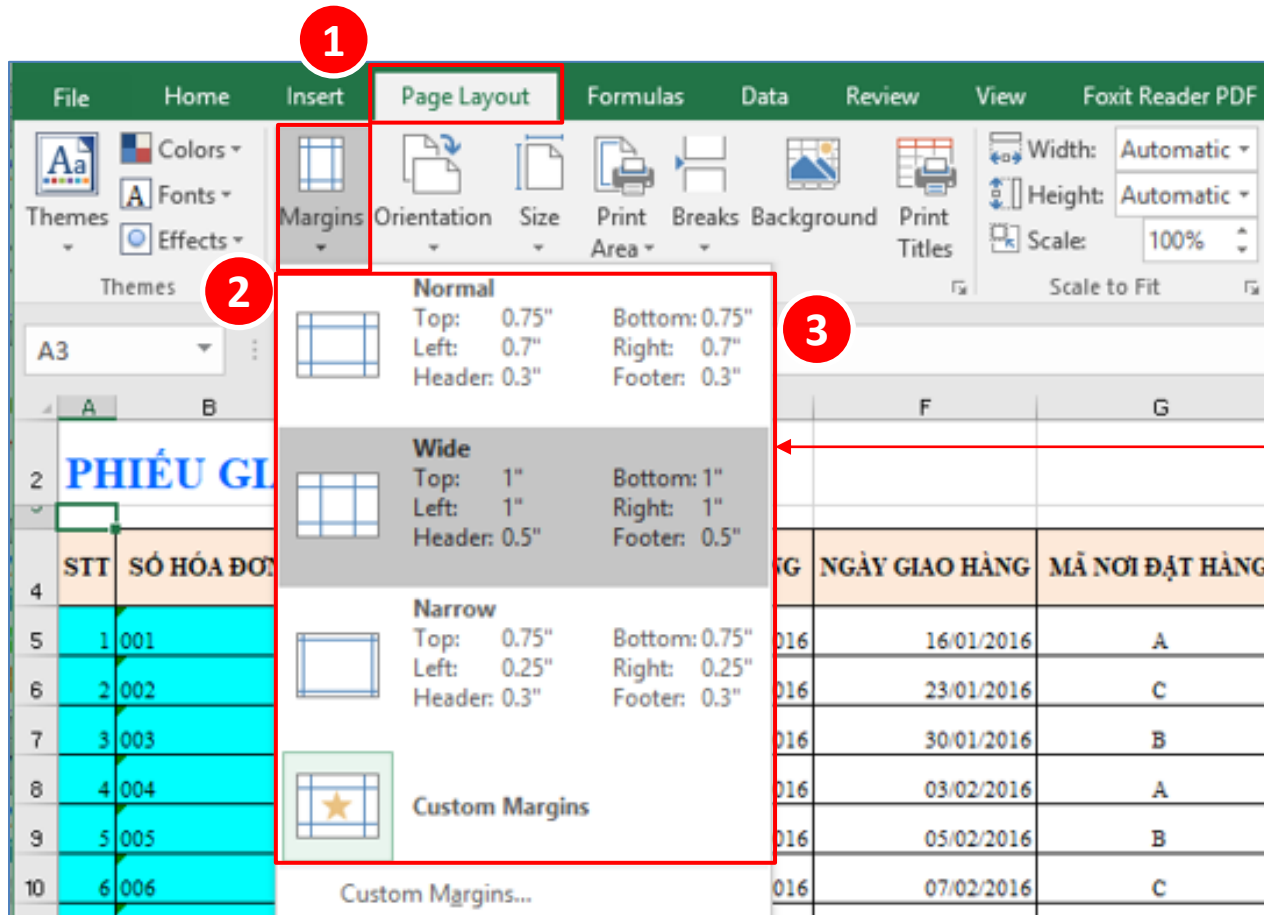 1
File Home Insert Page Layout Formulas Data Review View Foxit Reader PDF
Aa Colors Width: Automatic
A Fonts Height: Automatic
Themes Effects Margins Orientation Size Print Area Breaks Background Print Titles Scale: 100%
Themes Scale to Fit
2
3
Normal
Top: 0.75" Bottom: 0.75"
Left: 0.7" Right: 0.7"
Header: 0.3" Footer: 0.3"
A3
A B F G
Wide
Top: 1" Bottom: 1"
Left: 1" Right: 1"
Header: 0.5" Footer: 0.5"
2 PHIẾU
4 STT SỐ HÓA NGÀY GIAO HÀNG MÃ NƠI ĐẶT HÀNG
Narrow
Top: 0.75" Bottom: 0.75"
Left: 0.25" Right: 0.25"
Header: 0.3" Footer: 0.3"
Custom Margins
Custom Margins...
5 1 001 016 16/01/2016 A
6 2 002 016 23/01/2016 C
7 3 003 016 30/01/2016 B
8 4 004 016 03/02/2016 A
9 5 005 016 05/02/2016 B
10 6 006 016 07/02/2016 C